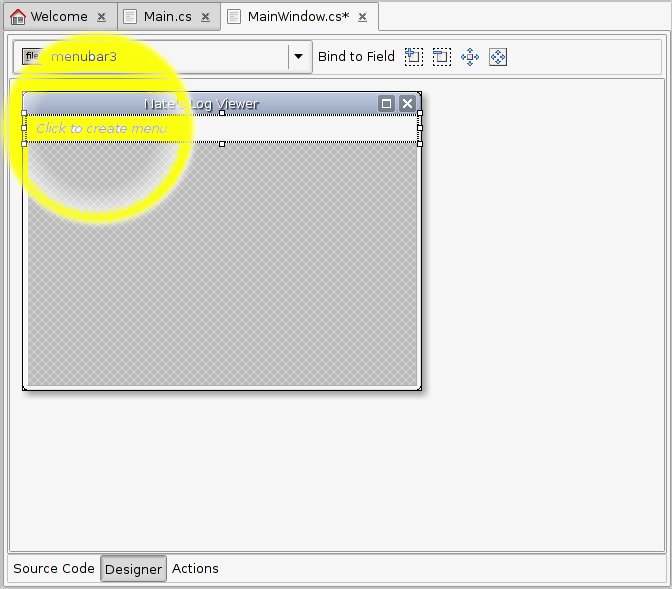 Welcome Main.cs MainWindow.cs*
file menubar3 Bind to Field
Nate's Log Viewer
Click to create menu
Source Code Designer Actions